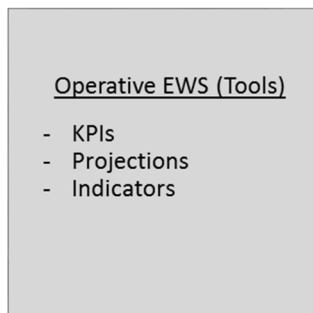 Operative EWS (Tools)
- KPIs
- Projections
- Indicators